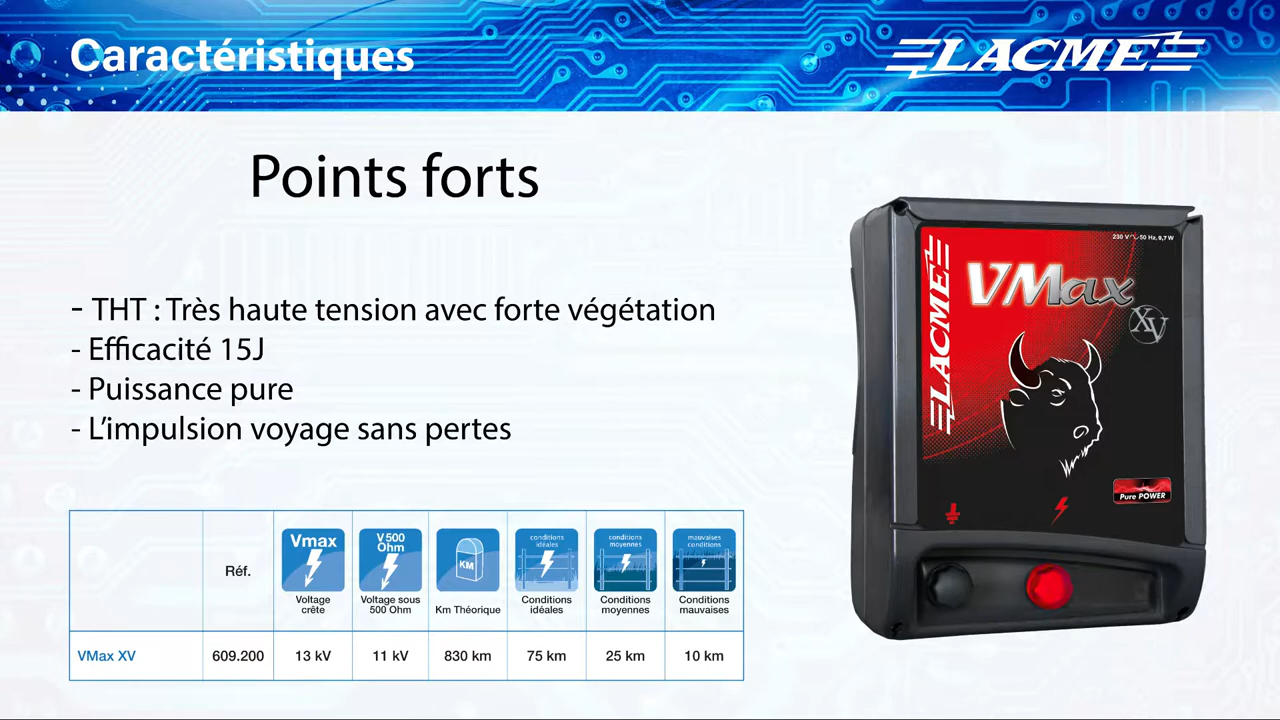 Caractéristiques
LACME
Points forts
- THT : Très haute tension avec forte végétation
- Efficacité 15J
- Puissance pure
- L'impulsion voyage sans pertes
230 V~50 Hz, 9,7 W
LACME
VMax
XV
Pure POWER
Réf.
Vmax
Voltage
crête
V500
Ohm
Voltage sous
500 Ohm
KM
Km Théorique
conditions
idéales
Conditions
idéales
conditions
moyennes
Conditions
moyennes
mauvaises
conditions
Conditions
mauvaises
VMax XV 609.200 13 kV 11 kV 830 km 75 km 25 km 10 km